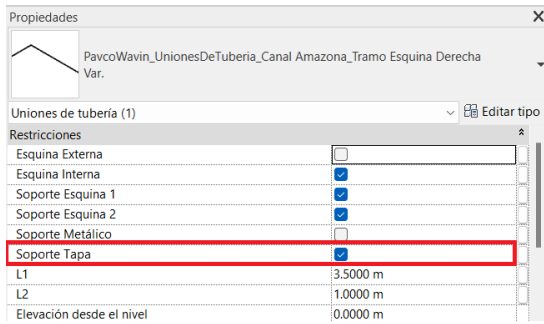 Propiedades
PavcoWavin_UnionesDeTuberia_Canal Amazona_Tramo Esquina Derecha
Var.
Uniones de tubería (1) Editar tipo
Restricciones
Esquina Externa
Esquina Interna
Soporte Esquina 1
Soporte Esquina 2
Soporte Metálico
Soporte Tapa
L1 3.5000 m
L2 1.0000 m
Elevación desde el nivel 0.0000 m